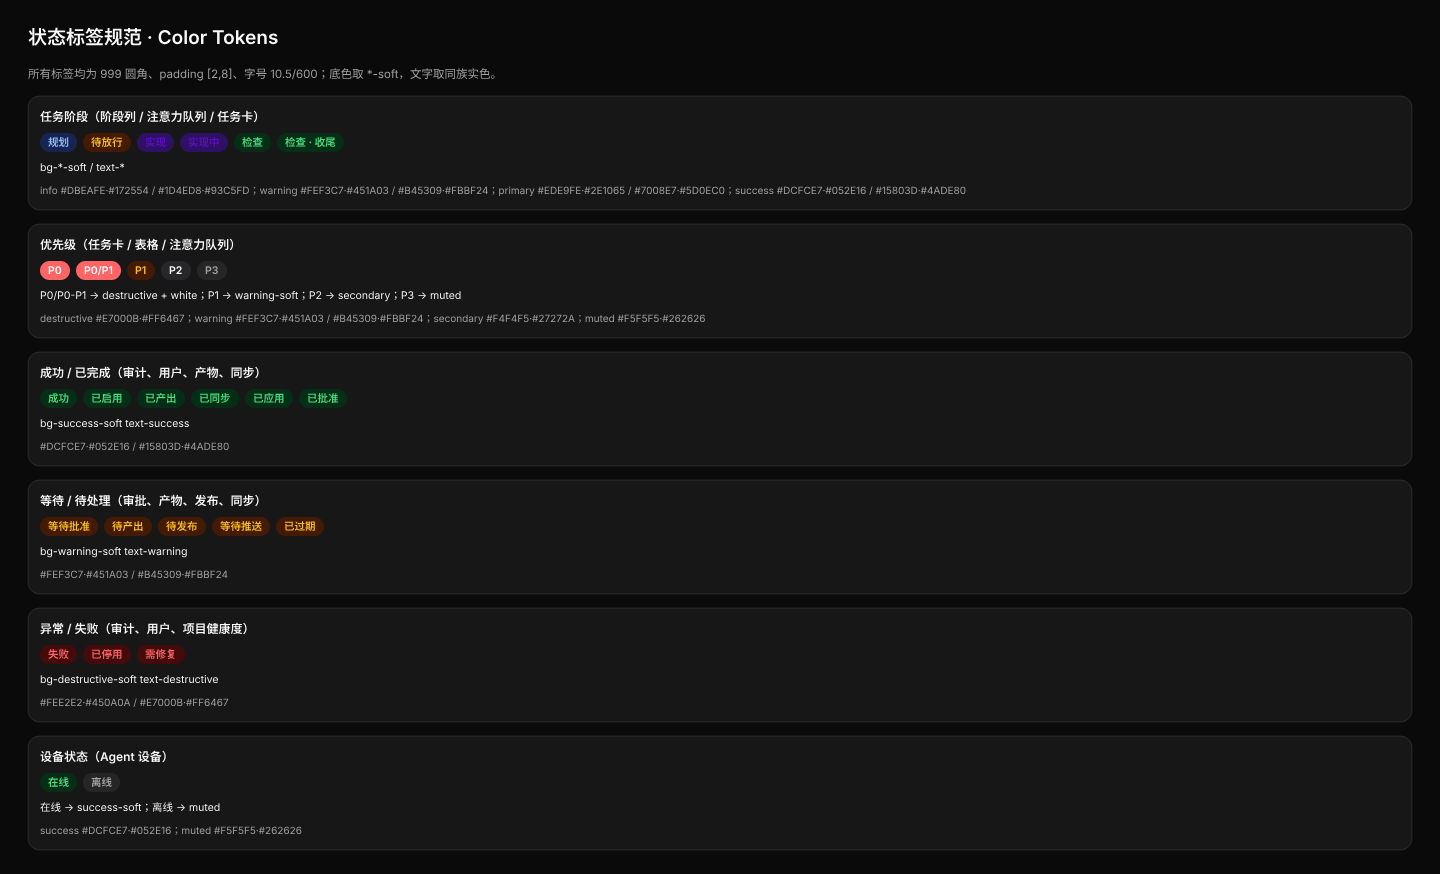 状态标签规范 · Color Tokens
所有标签均为 999 圆角、padding [2,8]、字号 10.5/600；底色取 *-soft，文字取同族实色。
任务阶段（阶段列 / 注意力队列 / 任务卡）
规划 待放行 实现 实现中 检查 检查 · 收尾
bg-*-soft / text-*
info #DBEAFE·#172554 / #1D4ED8·#93C5FD；warning #FEF3C7·#451A03 / #B45309·#FBBF24；primary #EDE9FE·#2E1065 / #7008E7·#5D0EC0；success #DCFCE7·#052E16 / #15803D·#4ADE80
优先级（任务卡 / 表格 / 注意力队列）
P0 P0/P1 P1 P2 P3
P0/P0-P1 → destructive + white；P1 → warning-soft；P2 → secondary；P3 → muted
destructive #E7000B·#FF6467；warning #FEF3C7·#451A03 / #B45309·#FBBF24；secondary #F4F4F5·#27272A；muted #F5F5F5·#262626
成功 / 已完成（审计、用户、产物、同步）
成功 已启用 已产出 已同步 已应用 已批准
bg-success-soft text-success
#DCFCE7·#052E16 / #15803D·#4ADE80
等待 / 待处理（审批、产物、发布、同步）
等待批准 待产出 待发布 等待推送 已过期
bg-warning-soft text-warning
#FEF3C7·#451A03 / #B45309·#FBBF24
异常 / 失败（审计、用户、项目健康度）
失败 已停用 需修复
bg-destructive-soft text-destructive
#FEE2E2·#450A0A / #E7000B·#FF6467
设备状态（Agent 设备）
在线 离线
在线 → success-soft；离线 → muted
success #DCFCE7·#052E16；muted #F5F5F5·#262626